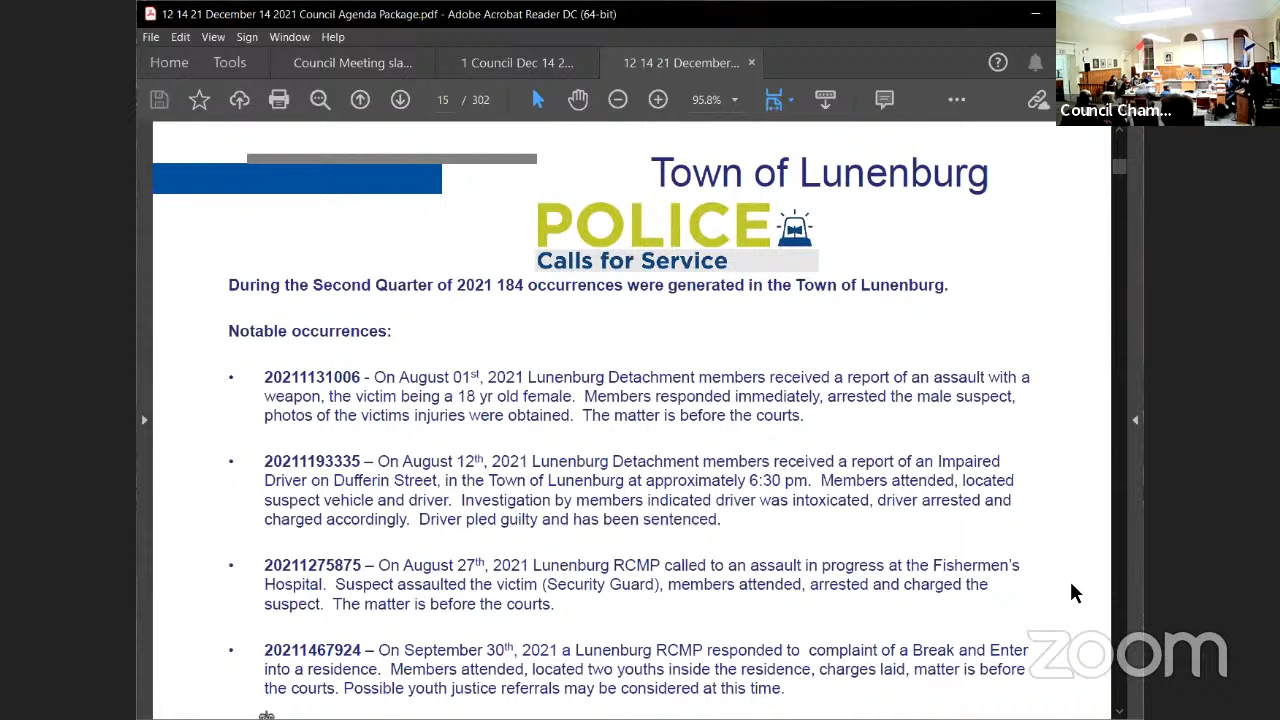 12 14 21 December 14 2021 Council Agenda Package.pdf - Adobe Acrobat Reader DC (64-bit)
File Edit View Sign Window Help
Home Tools Council Meeting sla... 1 Council Dec 14 2... 12 14 21 December... ×
15 / 302 95.8%
Council Cham...
Town of Lunenburg
POLICE
Calls for Service
During the Second Quarter of 2021 184 occurrences were generated in the Town of Lunenburg.
Notable occurrences:
• 20211131006 - On August 01st, 2021 Lunenburg Detachment members received a report of an assault with a
weapon, the victim being a 18 yr old female. Members responded immediately, arrested the male suspect,
photos of the victims injuries were obtained. The matter is before the courts.
• 20211193335 – On August 12th, 2021 Lunenburg Detachment members received a report of an Impaired
Driver on Dufferin Street, in the Town of Lunenburg at approximately 6:30 pm. Members attended, located
suspect vehicle and driver. Investigation by members indicated driver was intoxicated, driver arrested and
charged accordingly. Driver pled guilty and has been sentenced.
• 20211275875 – On August 27th, 2021 Lunenburg RCMP called to an assault in progress at the Fishermen's
Hospital. Suspect assaulted the victim (Security Guard), members attended, arrested and charged the
suspect. The matter is before the courts.
• 20211467924 – On September 30th, 2021 a Lunenburg RCMP responded to complaint of a Break and Enter
into a residence. Members attended, located two youths inside the residence, charges laid, matter is before
the courts. Possible youth justice referrals may be considered at this time.
zoom